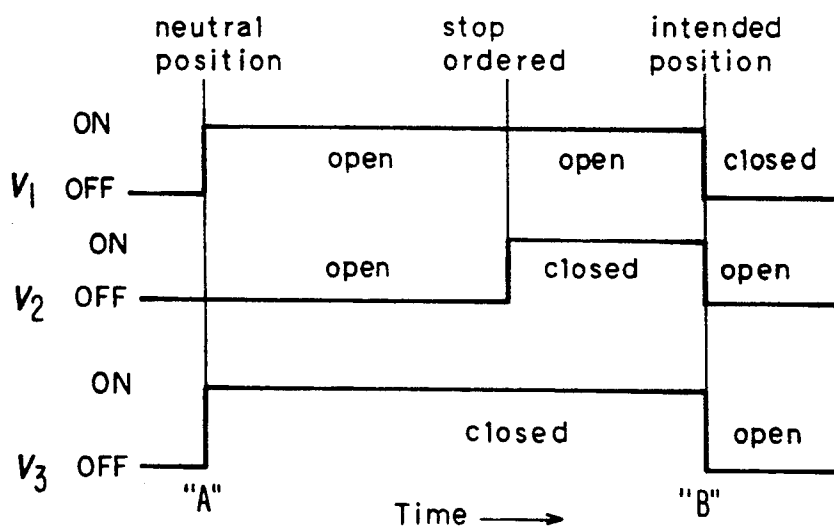 neutral position
stop ordered
intended position
ON
open open closed
V1 OFF
ON
open closed open
V2 OFF
ON
closed open
V3 OFF
"A" "B"
Time